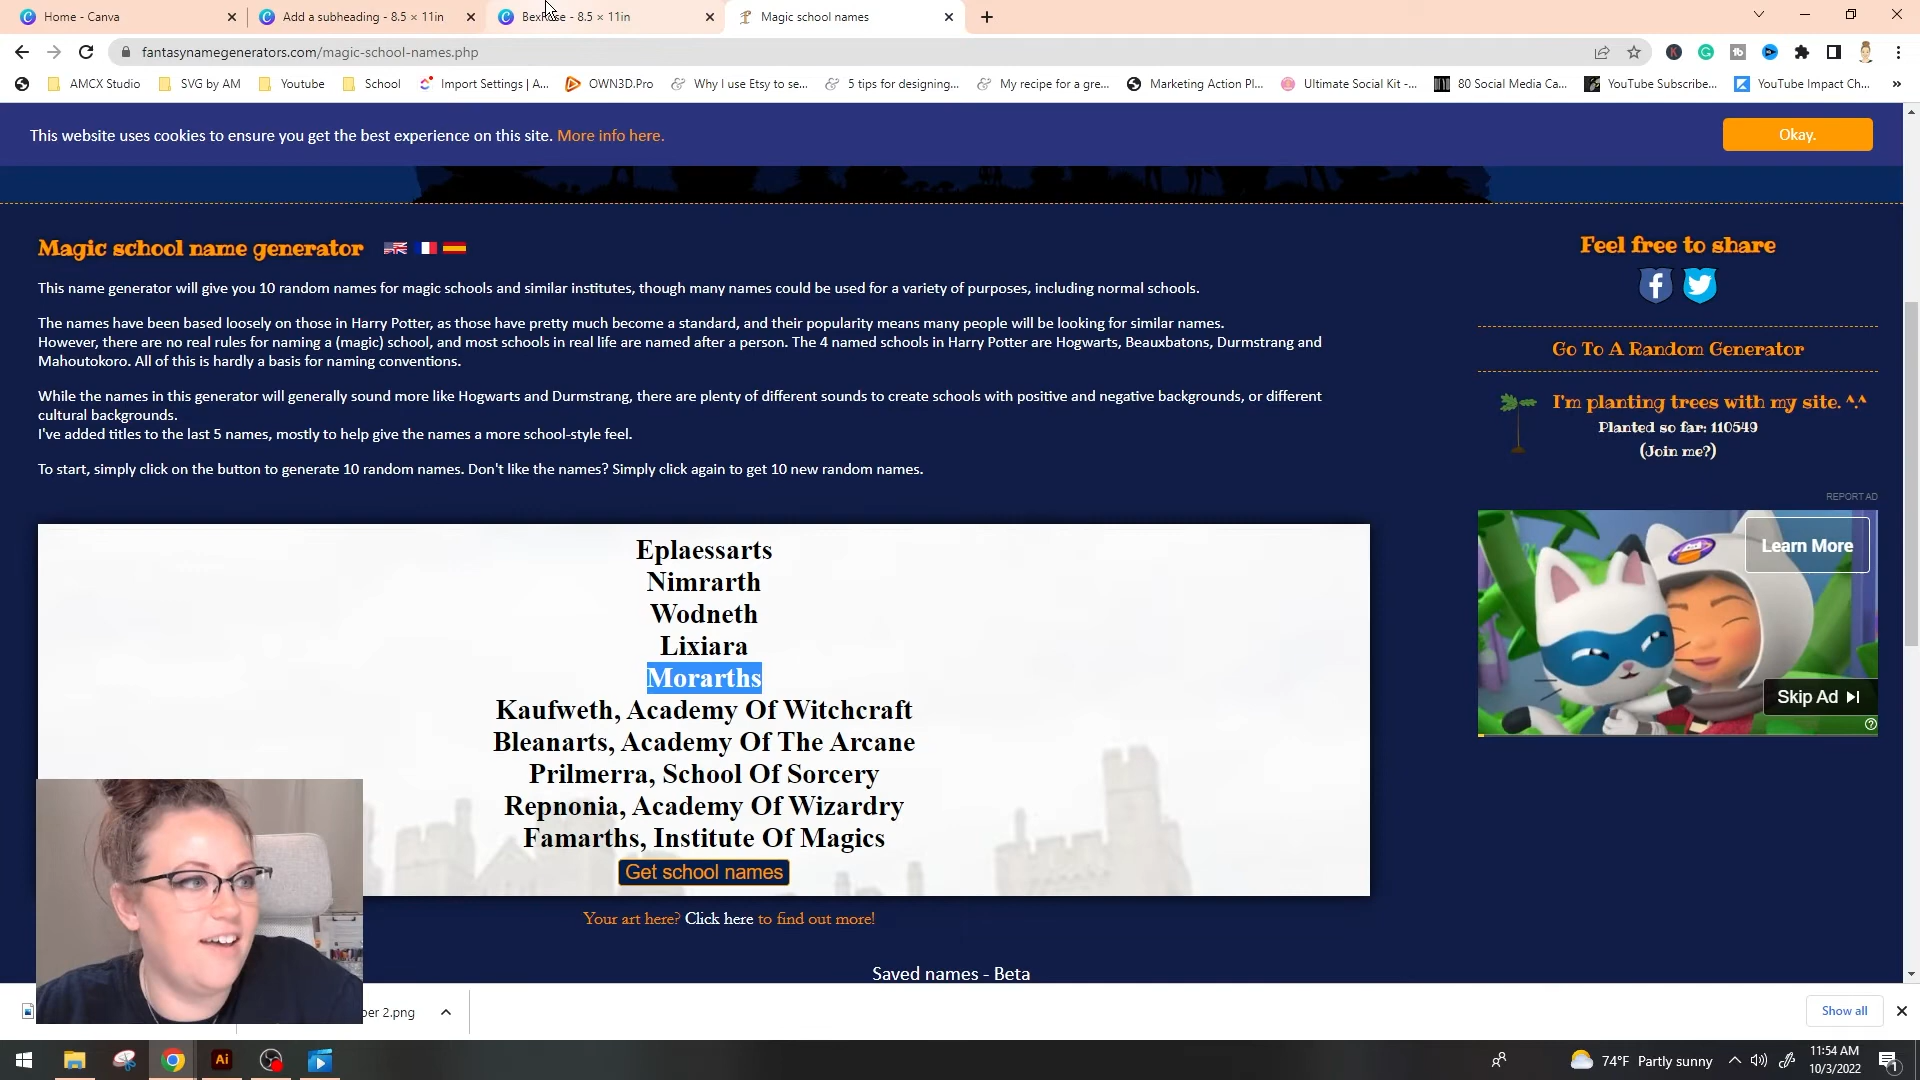 Home - Canva
Add a subheading - 8.5 × 11in
- 8.5 × 11in
Magic school names
fantasynamegenerators.com/magic-school-names.php
AMCX Studio
SVG by AM
Youtube
School
Import Settings | A...
OWN3D.Pro
Why I use Etsy to se...
5 tips for designing...
My recipe for a gre...
Marketing Action Pl...
Ultimate Social Kit -...
80 Social Media Ca...
YouTube Subscribe...
YouTube Impact Ch...
»
This website uses cookies to ensure you get the best experience on this site. More info here.
Okay.
Magic school name generator
This name generator will give you 10 random names for magic schools and similar institutes, though many names could be used for a variety of purposes, including normal schools.
The names have been based loosely on those in Harry Potter, as those have pretty much become a standard, and their popularity means many people will be looking for similar names.
However, there are no real rules for naming a (magic) school, and most schools in real life are named after a person. The 4 named schools in Harry Potter are Hogwarts, Beauxbatons, Durmstrang and
Mahoutokoro. All of this is hardly a basis for naming conventions.
While the names in this generator will generally sound more like Hogwarts and Durmstrang, there are plenty of different sounds to create schools with positive and negative backgrounds, or different
cultural backgrounds.
I've added titles to the last 5 names, mostly to help give the names a more school-style feel.
To start, simply click on the button to generate 10 random names. Don't like the names? Simply click again to get 10 new random names.
Eplaessarts
Nimrarth
Wodneth
Lixiara
Morarths
Kaufweth, Academy Of Witchcraft
Bleanarts, Academy Of The Arcane
Prilmerra, School Of Sorcery
Repnonia, Academy Of Wizardry
Famarths, Institute Of Magics
Get school names
Your art here? Click here to find out more!
Saved names - Beta
Feel free to share
Go To A Random Generator
I'm planting trees with my site. ^.^
Planted so far: 110549
(Join me?)
REPORT AD
Learn More
Skip Ad
per 2.png
Show all
Ai
74°F Partly sunny
11:54 AM
10/3/2022
1